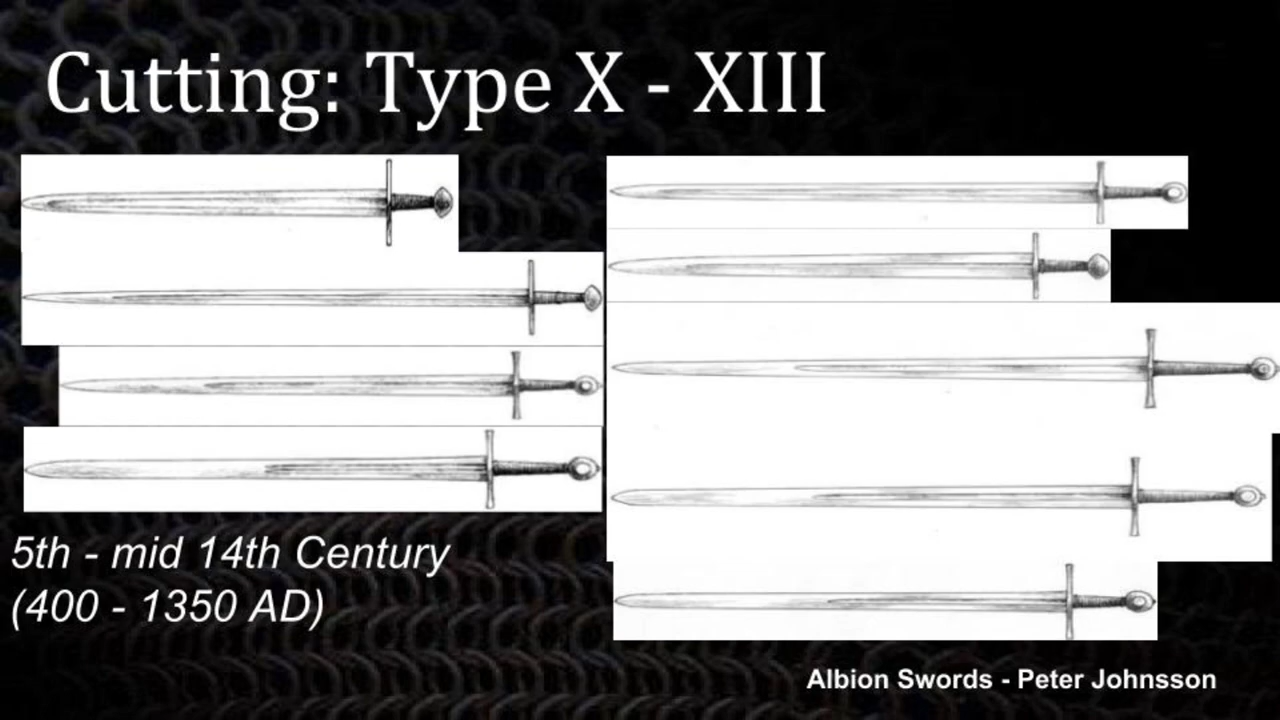 Cutting: Type X - XIII
5th - mid 14th Century
(400 - 1350 AD)
Albion Swords - Peter Johnsson